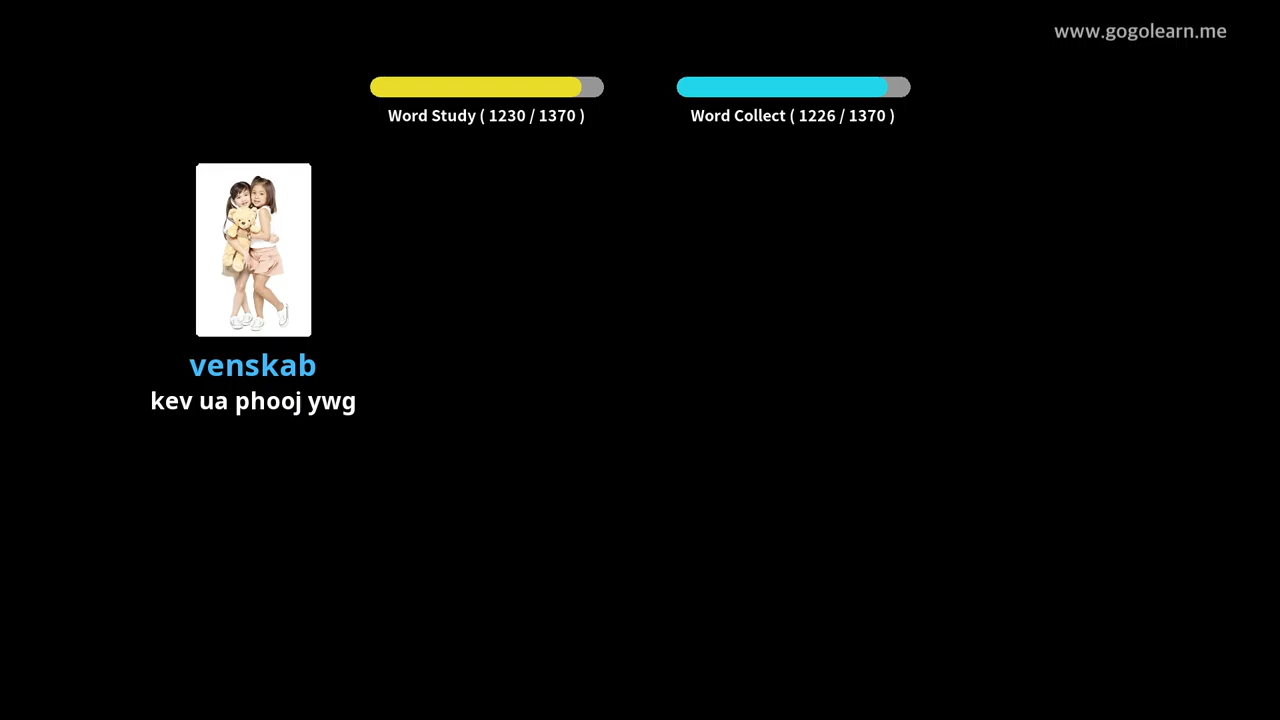 www.gogolearn.me
Word Study ( 1230 / 1370 )
Word Collect ( 1226 / 1370 )
venskab
kev ua phooj ywg